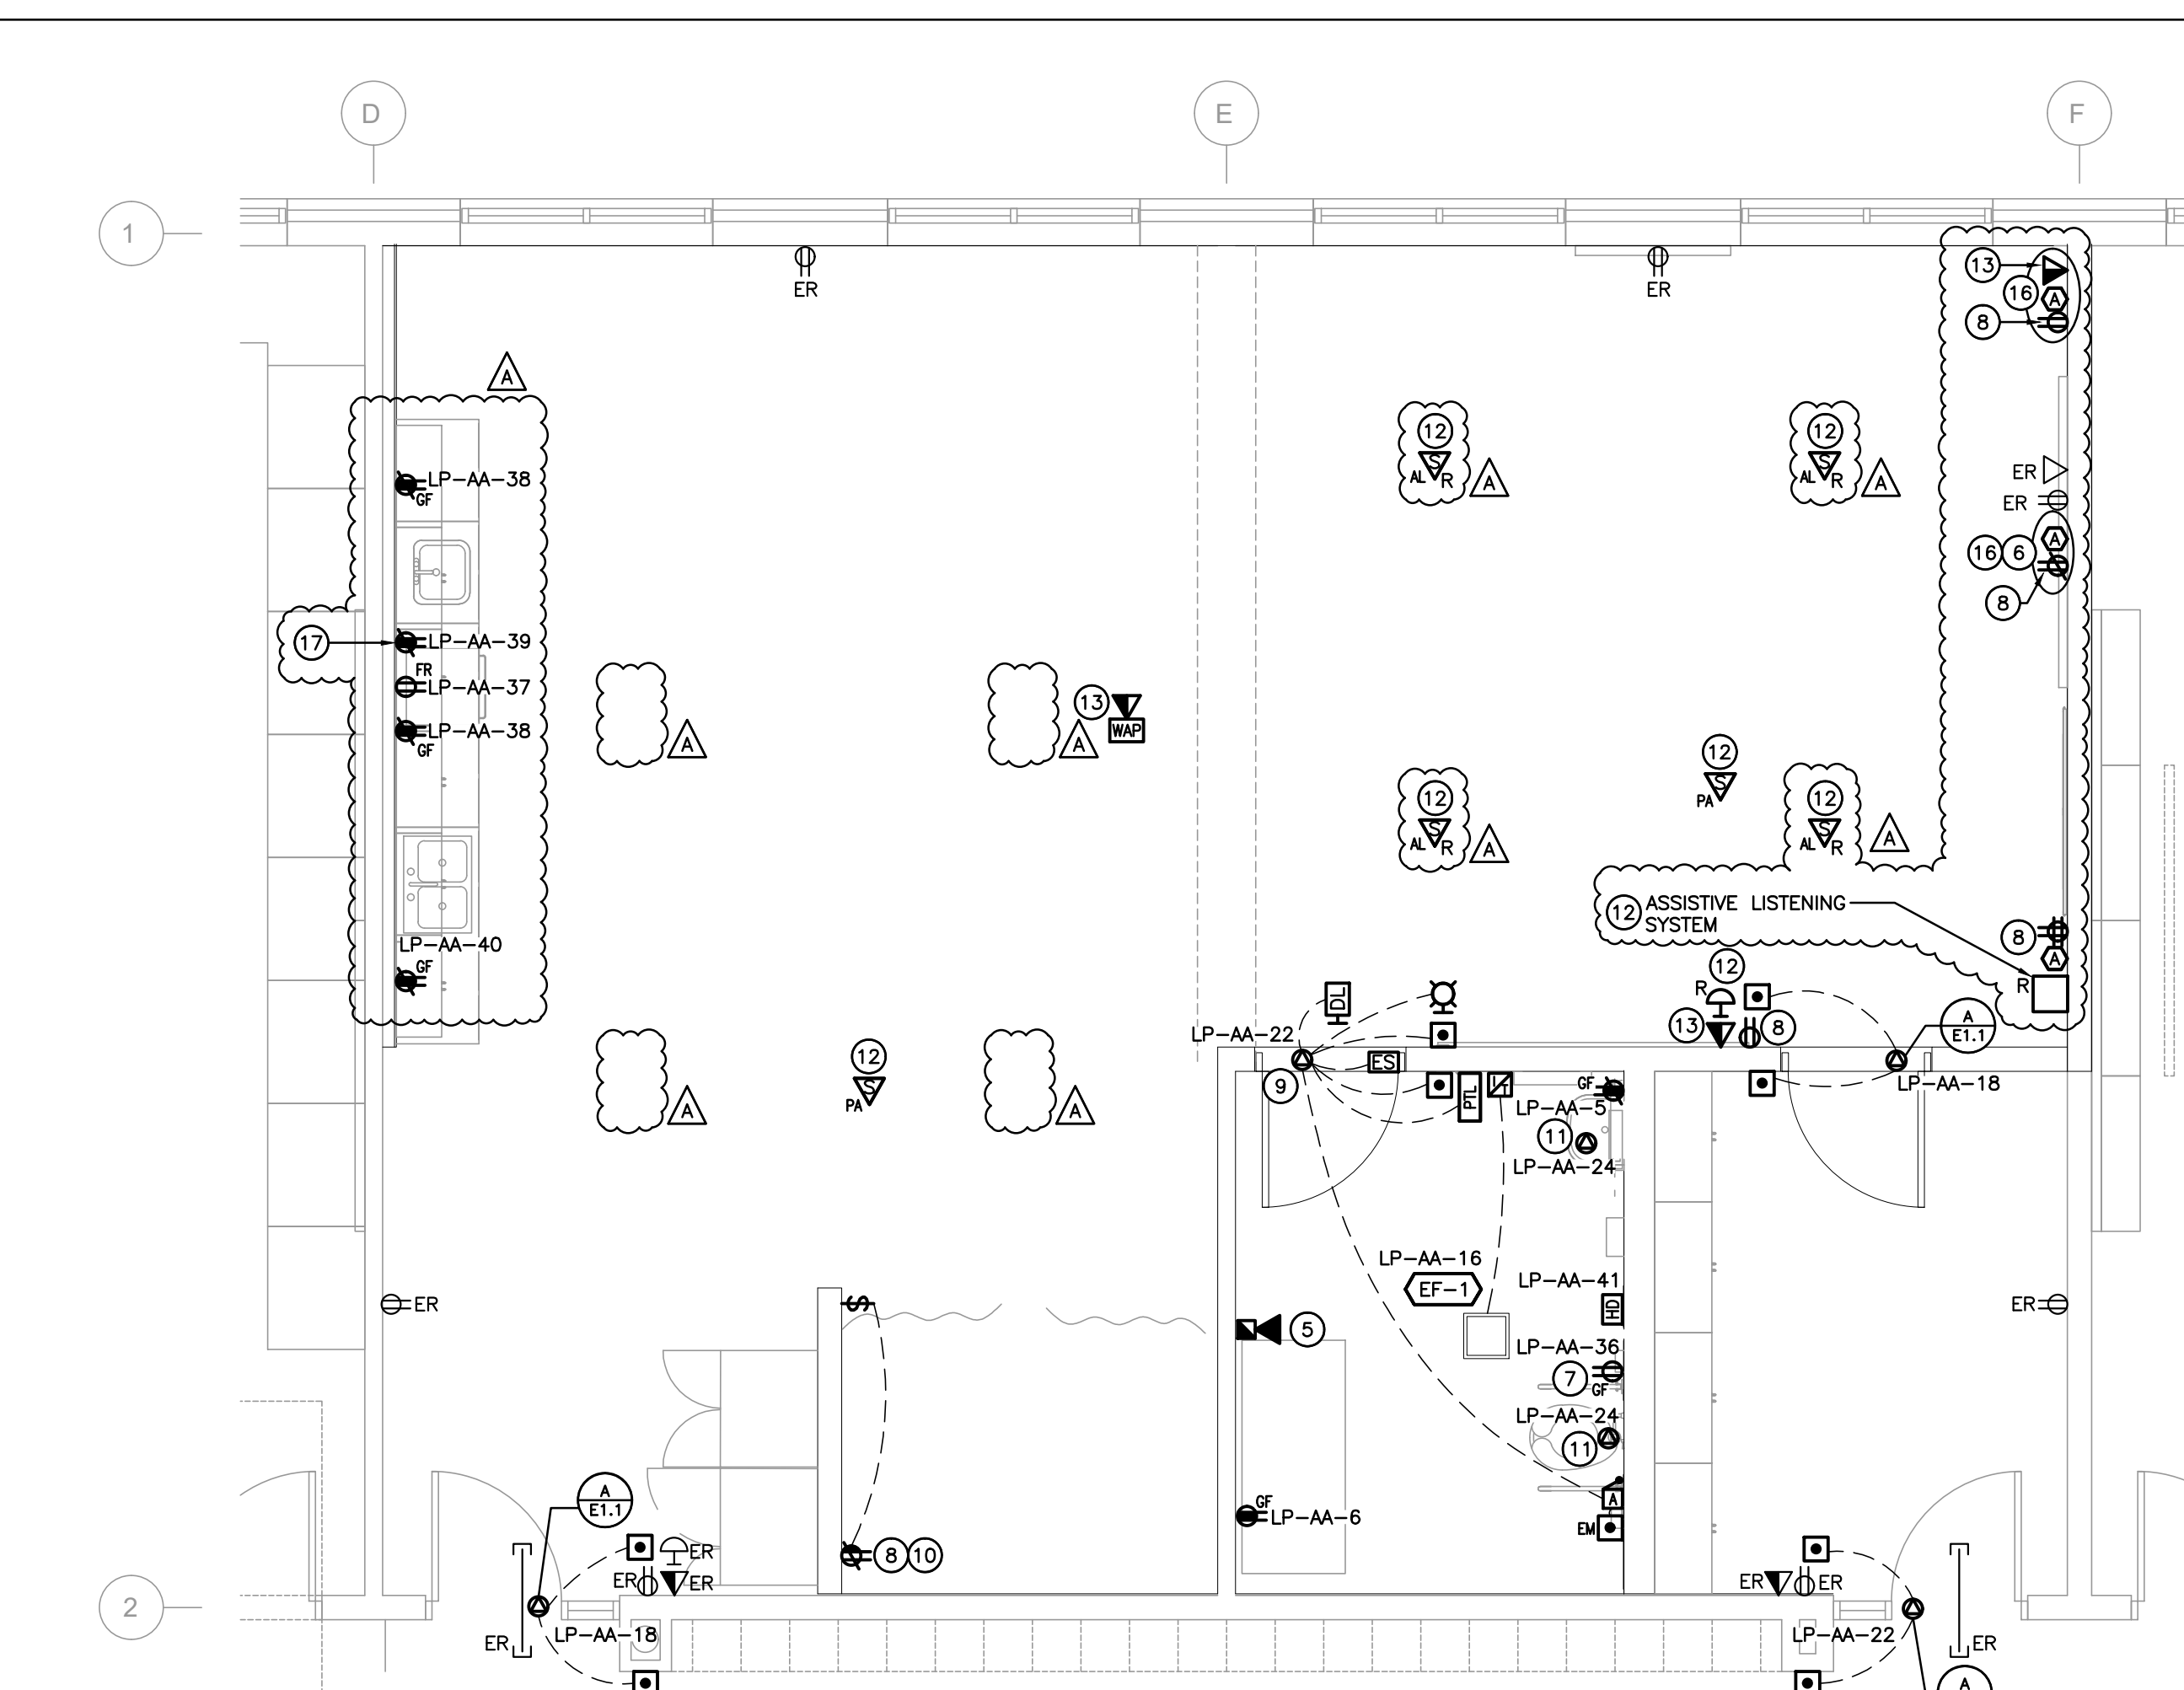 D
E
F
1
ER
ER
13
16
A
8
A
12
S
AL
R
A
12
S
AL
R
A
ER
ER
LP-AA-38
GF
A
16
6
8
17
LP-AA-39
FR
LP-AA-37
LP-AA-38
GF
A
13
WAP
A
12
S
PA
12
S
AL
R
A
12
S
AL
R
A
12
ASSISTIVE LISTENING
SYSTEM
LP-AA-40
GF
8
A
R
12
R
13
8
A
E1.1
DL
LP-AA-22
ES
9
PTL
GF
LP-AA-5
11
LP-AA-24
LP-AA-18
12
S
PA
A
A
LP-AA-16
EF-1
LP-AA-41
HD
ER
ER
$
5
LP-AA-36
7
GF
LP-AA-24
11
A
EM
GF
LP-AA-6
A
E1.1
8
10
ER
ER
ER
ER
ER
2
LP-AA-18
ER
LP-AA-22
ER
A